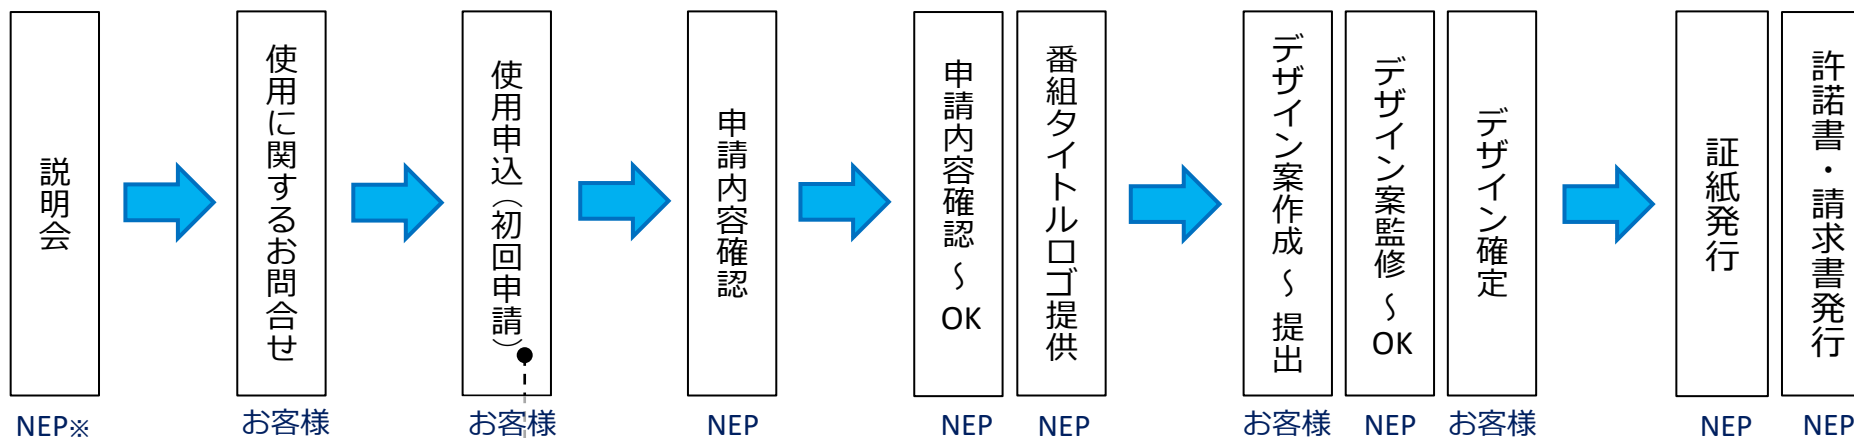 説明会
NEP※
使用に関するお問合せ
お客様
使用申込（初回申請）
お客様
申請内容確認
NEP
申請内容確認～OK
NEP
番組タイトルロゴ提供
NEP
デザイン案作成～提出
お客様
デザイン案監修～OK
NEP
デザイン確定
お客様
証紙発行
NEP
許諾書・請求書発行
NEP